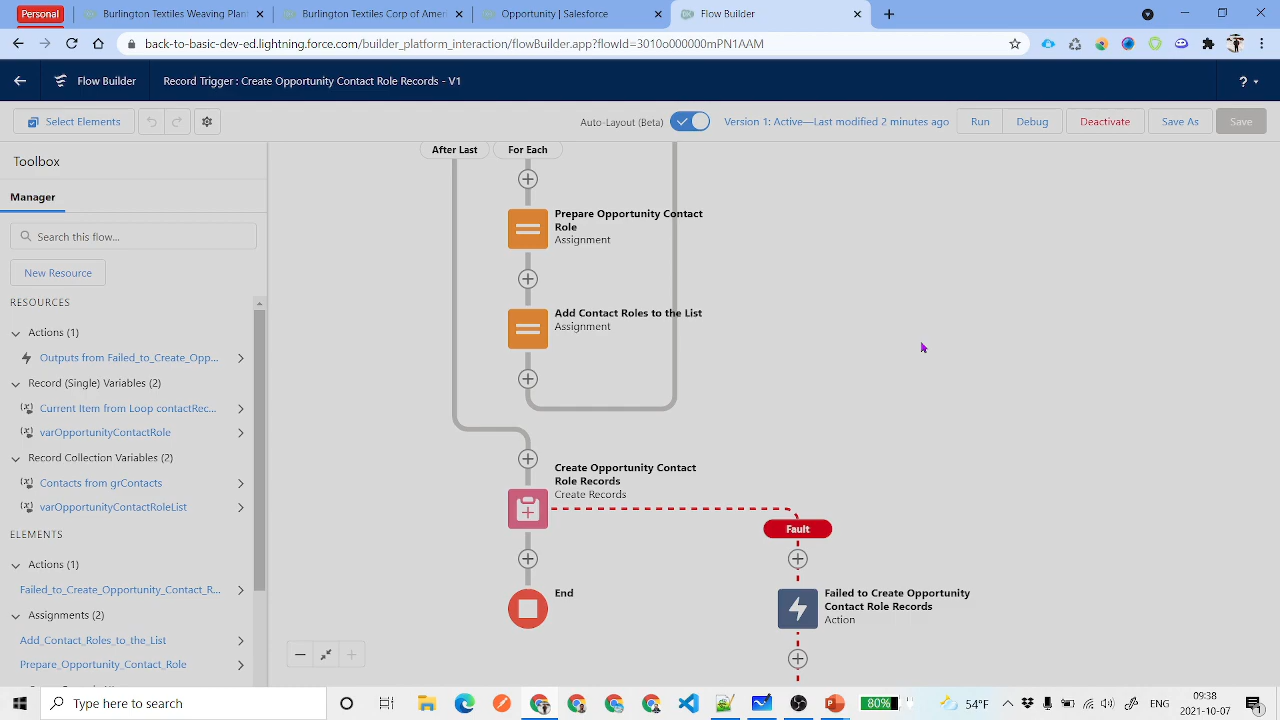 Personal
Burlington Textiles Weaving Plan
Burlington Textiles Corp of Amer
Opportunity | Salesforce
Flow Builder
back-to-basic-dev-ed.lightning.force.com/builder_platform_interaction/flowBuilder.app?flowId=3010o000000mPN1AAM
Flow Builder
Record Trigger : Create Opportunity Contact Role Records - V1
?
Select Elements
Auto-Layout (Beta)
Version 1: Active—Last modified 2 minutes ago
Run
Debug
Deactivate
Save As
Save
Toolbox
Manager
Search this flow...
New Resource
RESOURCES
Actions (1)
Outputs from Failed_to_Create_Opp...
Record (Single) Variables (2)
Current Item from Loop contactRec...
varOpportunityContactRole
Record Collection Variables (2)
Contacts from grContacts
varOpportunityContactRoleList
ELEMENTS
Actions (1)
Failed_to_Create_Opportunity_Contact_R...
Assignments (2)
Add_Contact_Roles_to_the_List
Prepare_Opportunity_Contact_Role
After Last
For Each
Prepare Opportunity Contact
Role
Assignment
Add Contact Roles to the List
Assignment
Create Opportunity Contact
Role Records
Create Records
Fault
End
Failed to Create Opportunity
Contact Role Records
Action
Type here to search
80%
54°F
ENG
09:38
2021-10-07
1